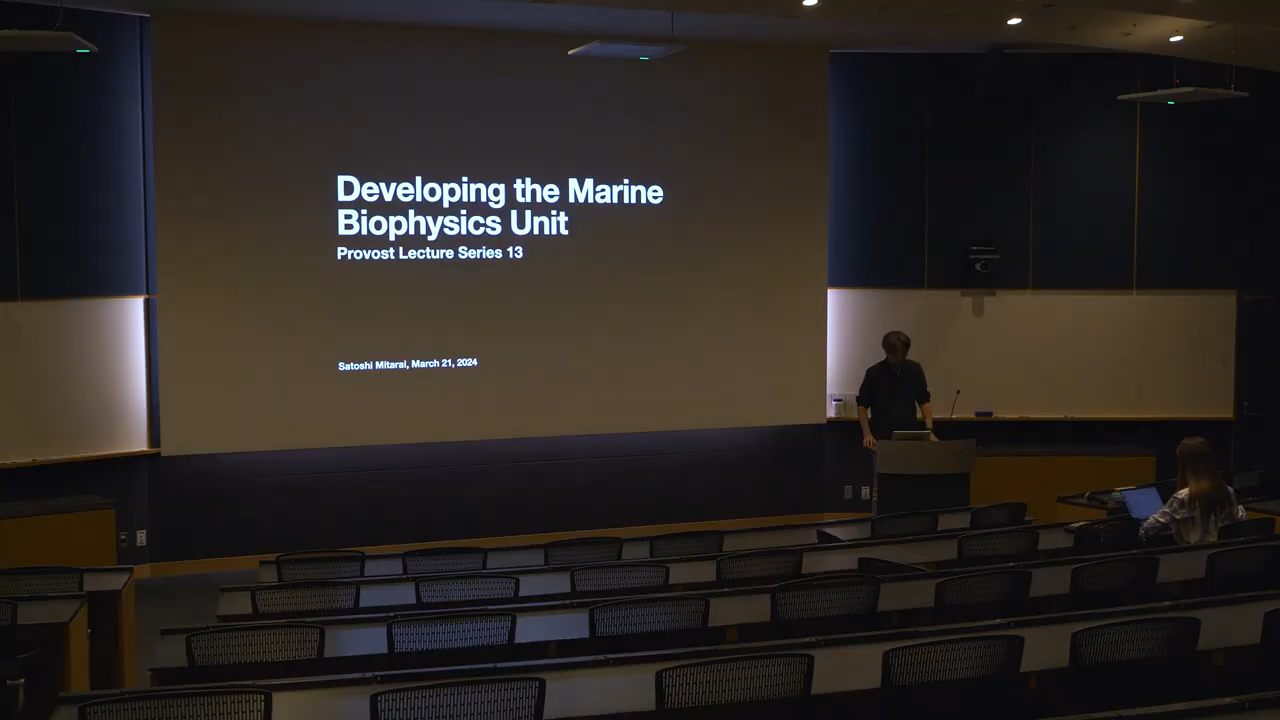 Developing the Marine
Biophysics Unit
Provost Lecture Series 13
Satoshi Mitarai, March 21, 2024